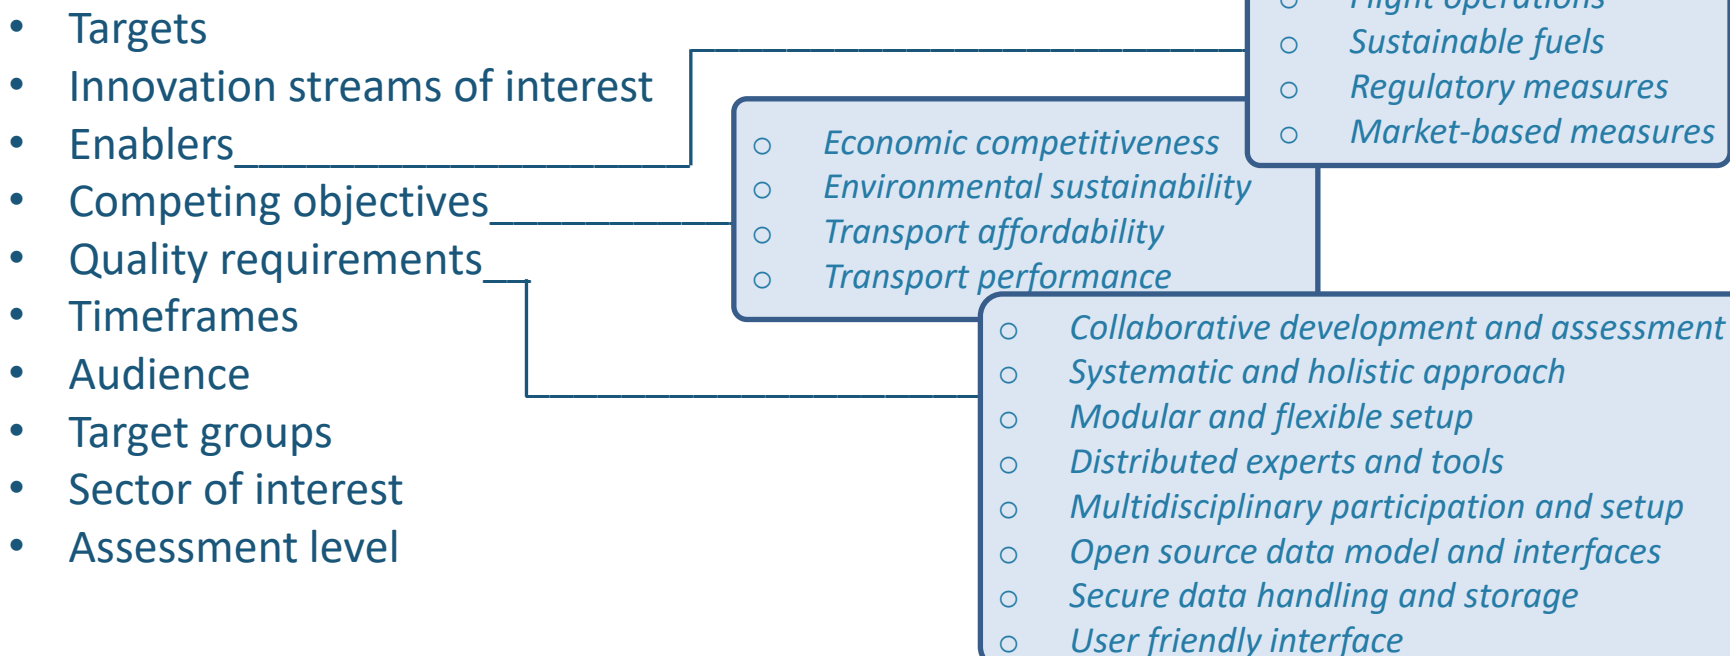 • Targets
• Innovation streams of interest
• Enablers
• Competing objectives
• Quality requirements
• Timeframes
• Audience
• Target groups
• Sector of interest
• Assessment level
o Flight operations
o Sustainable fuels
o Regulatory measures
o Market-based measures
o Economic competitiveness
o Environmental sustainability
o Transport affordability
o Transport performance
o Collaborative development and assessment
o Systematic and holistic approach
o Modular and flexible setup
o Distributed experts and tools
o Multidisciplinary participation and setup
o Open source data model and interfaces
o Secure data handling and storage
o User friendly interface